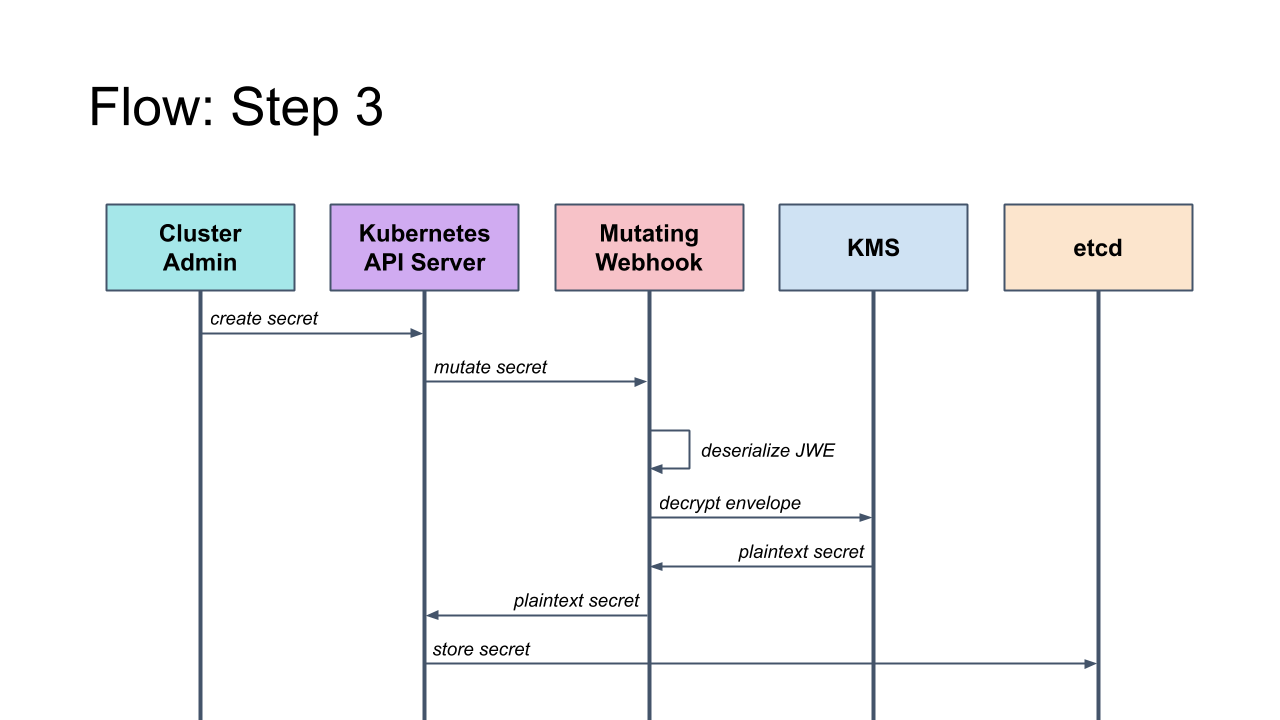 Flow: Step 3
Cluster
Admin
Kubernetes
API Server
Mutating
Webhook
KMS
etcd
create secret
mutate secret
deserialize JWE
decrypt envelope
plaintext secret
plaintext secret
store secret